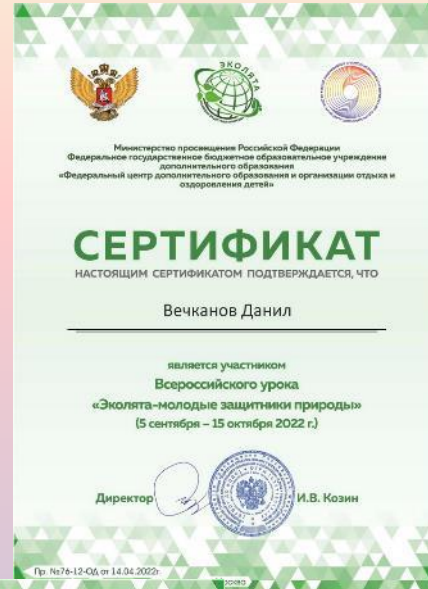 ЭКОЛЯТА
Министерство просвещения Российской Федерации
Федеральное государственное бюджетное образовательное учреждение
дополнительного образования
«Федеральный центр дополнительного образования и организации отдыха и
оздоровления детей»
СЕРТИФИКАТ
НАСТОЯЩИМ СЕРТИФИКАТОМ ПОДТВЕРЖДАЕТСЯ, ЧТО
Вечканов Данил
является участником
Всероссийского урока
«Эколята-молодые защитники природы»
(5 сентября – 15 октября 2022 г.)
Директор И.В. Козин
Пр. №76-12-ОД от 14.04.2022г.